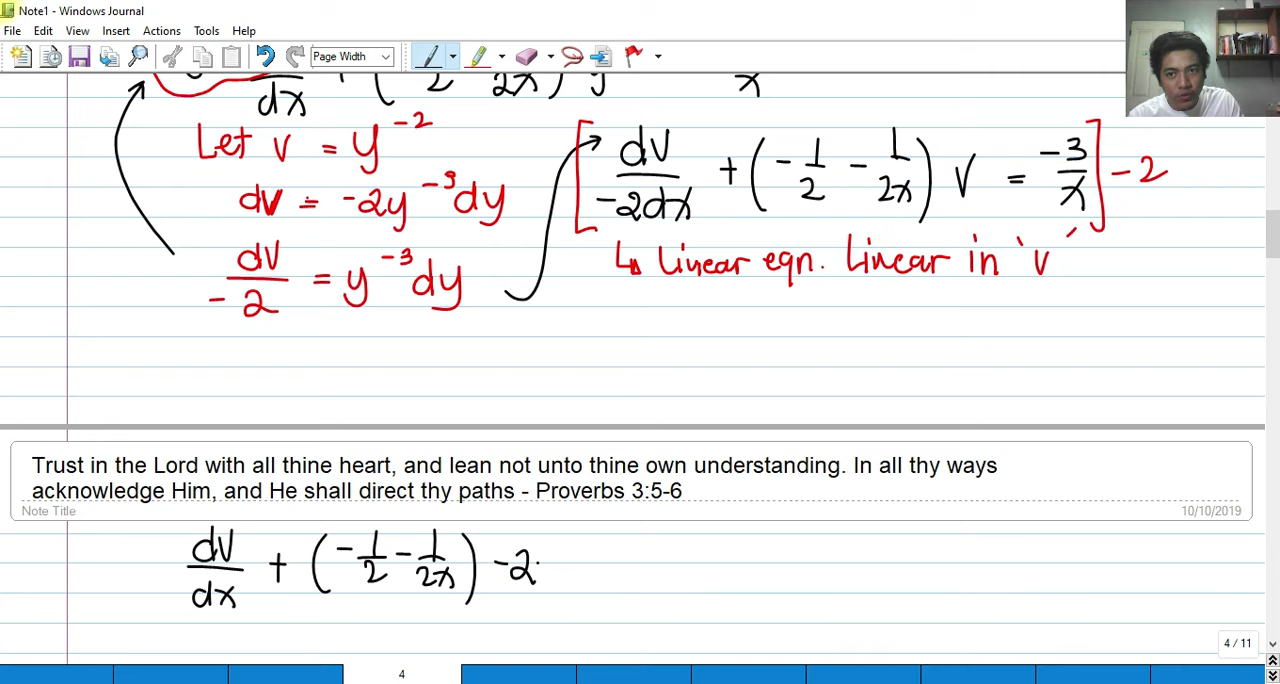 Note1 - Windows Journal
File Edit View Insert Actions Tools Help
Page Width
dx + ( 2 2x ) y x
Let v = y^-2
dv = -2y^-3 dy
dv/-2 = y^-3 dy
[ dv/-2dx + (-1/2 - 1/2x) v = -3/x ] -2
↳ linear eqn. Linear in 'v'
Trust in the Lord with all thine heart, and lean not unto thine own understanding. In all thy ways
acknowledge Him, and He shall direct thy paths - Proverbs 3:5-6
Note Title 10/10/2019
dv/dx + (-1/2 - 1/2x) -2
4 / 11
4